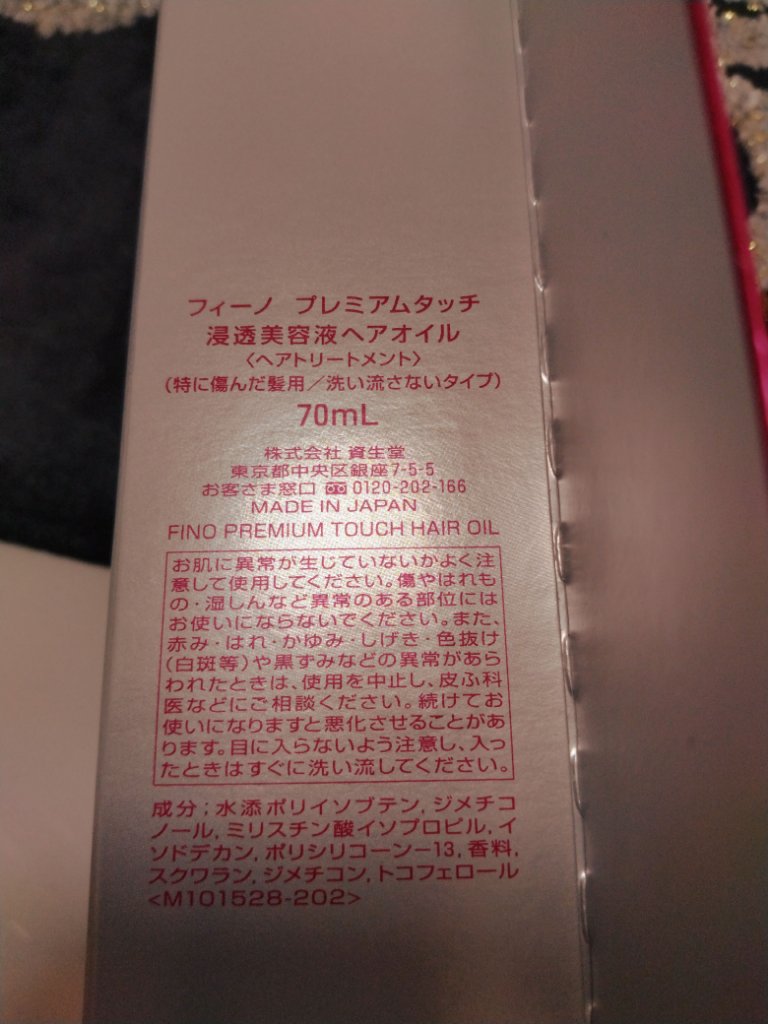 フィーノ プレミアムタッチ
浸透美容液ヘアオイル
〈ヘアトリートメント〉
（特に傷んだ髪用／洗い流さないタイプ）
70mL
株式会社 資生堂
東京都中央区銀座7-5-5
お客さま窓口 0120-202-166
MADE IN JAPAN
FINO PREMIUM TOUCH HAIR OIL
お肌に異常が生じていないかよく注
意して使用してください。傷やはれも
の・湿しんなど異常のある部位には
お使いにならないでください。また、
赤み・はれ・かゆみ・しげき・色抜け
（白斑等）や黒ずみなどの異常があら
われたときは、使用を中止し、皮ふ科
医などにご相談ください。続けてお
使いになりますと悪化させることがあ
ります。目に入らないよう注意し、入っ
たときはすぐに洗い流してください。
成分；水添ポリイソブテン，ジメチコ
ノール，ミリスチン酸イソプロピル，イ
ソドデカン，ポリシリコーン－13，香料，
スクワラン，ジメチコン，トコフェロール
<M101528-202>